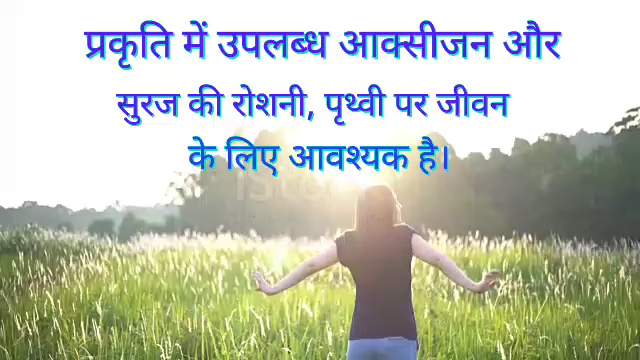 प्रकृति में उपलब्ध आक्सीजन और
सुरज की रोशनी, पृथ्वी पर जीवन
के लिए आवश्यक है।